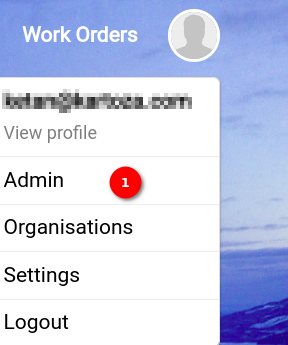 Work Orders
View profile
Admin 1
Organisations
Settings
Logout